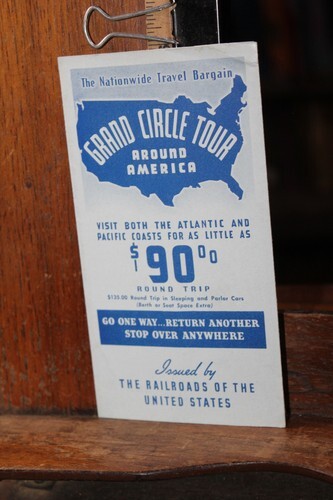 The Nationwide Travel Bargain
GRAND CIRCLE TOUR
AROUND
AMERICA
VISIT BOTH THE ATLANTIC AND
PACIFIC COASTS FOR AS LITTLE AS
$90.00
ROUND TRIP
$135.00 Round Trip in Sleeping and Parlor Cars
(Berth or Seat Space Extra)
GO ONE WAY...RETURN ANOTHER
STOP OVER ANYWHERE
Issued by
THE RAILROADS OF THE
UNITED STATES